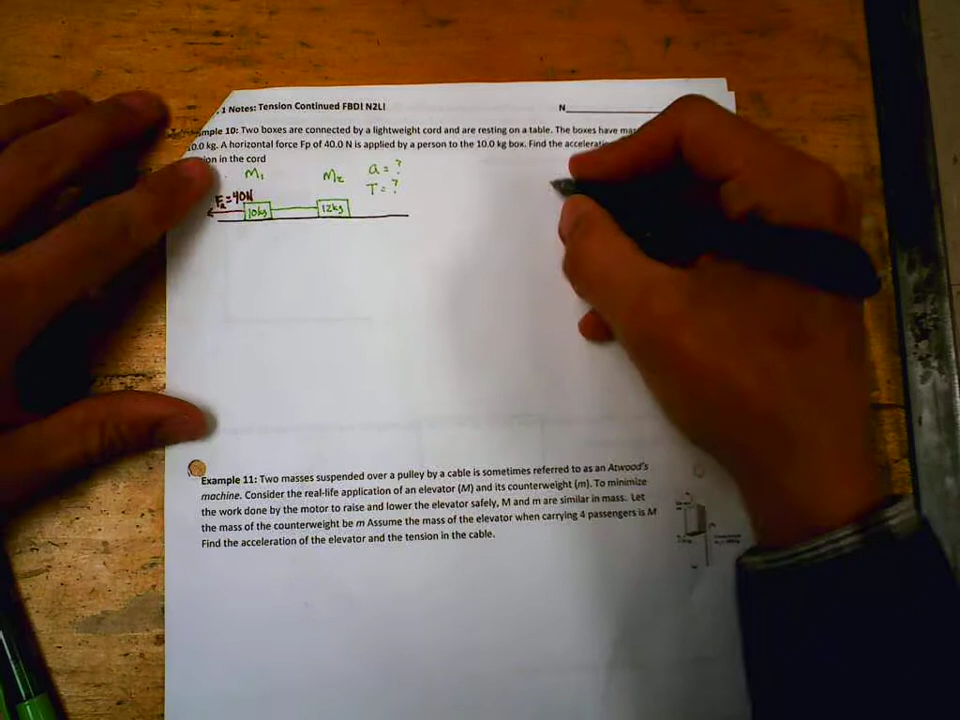 1 Notes: Tension Continued FBD! N2L!
N
mple 10: Two boxes are connected by a lightweight cord and are resting on a table. The boxes have
10.0 kg. A horizontal force Fp of 40.0 N is applied by a person to the 10.0 kg box. Find the
in the cord
M₁ M₂ a = ?
T = ?
=40N
10kg 12kg
Example 11: Two masses suspended over a pulley by a cable is sometimes referred to as an Atwood's
machine. Consider the real-life application of an elevator (M) and its counterweight (m). To minimize
the work done by the motor to raise and lower the elevator safely, M and m are similar in mass. Let
the mass of the counterweight be m Assume the mass of the elevator when carrying 4 passengers is M
Find the acceleration of the elevator and the tension in the cable.